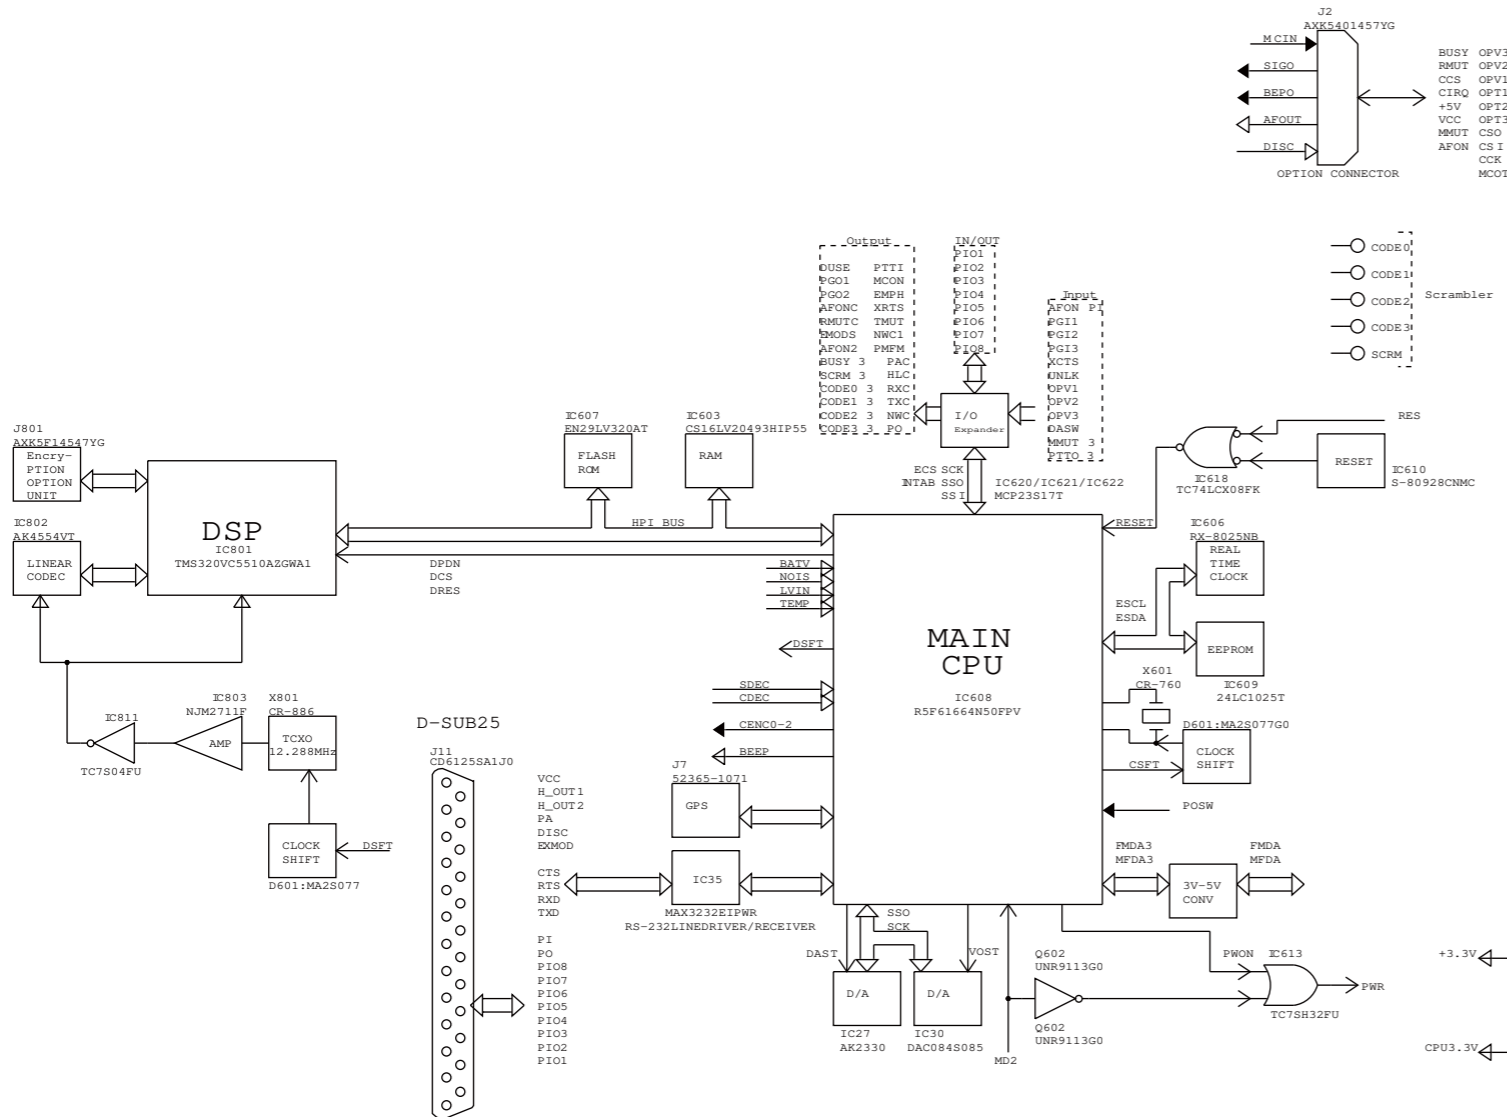 J2
AXK5401457YG
MCIN
SIGO
BEPO
AFOUT
DISC
OPTION CONNECTOR
BUSY OPV3
RMUT OPV2
CCS OPV1
CIRQ OPT1
+5V OPT2
VCC OPT3
MMUT CSO
AFON CSI
CCK
MCOT
CODE0
CODE1
CODE2
CODE3
SCRM
Scrambler
Output
DUSE PTTI
PGO1 MCON
PGO2 EMPH
AFONC XRTS
RMUTC TMUT
EMODS NWC1
AFON2 PMFM
BUSY 3 PAC
SCRM 3 HLC
CODE0 3 RXC
CODE1 3 TXC
CODE2 3 NWC
CODE3 3 PO
IN/OUT
PIO1
PIO2
PIO3
PIO4
PIO5
PIO6
PIO7
PIO8
Input
AFON PI
PGI1
PGI2
PGI3
XCTS
UNLK
OPV1
OPV2
OPV3
DASW
MMUT 3
PTTO 3
I/O
Expander
ECS SCK
INTAB SSO
SSI
IC620/IC621/IC622
MCP23S17T
RES
RESET
IC610
S-80928CNMC
IC618
TC74LCX08FK
RESET
J801
AXK5F14547YG
Encry-
PTION
OPTION
UNIT
IC802
AK4554VT
LINEAR
CODEC
DSP
IC801
TMS320VC5510AZGWA1
IC607
EN29LV320AT
FLASH
ROM
IC603
CS16LV20493HIP55
RAM
HPI BUS
DPDN
DCS
DRES
BATV
NOIS
LVIN
TEMP
DSFT
SDEC
CDEC
CENC0-2
BEEP
MAIN
CPU
IC608
R5F61664N50FPV
IC606
RX-8025NB
REAL
TIME
CLOCK
ESCL
ESDA
EEPROM
IC609
24LC1025T
X601
CR-760
D601:MA2S077G0
CLOCK
SHIFT
CSFT
POSW
FMDA3
MFDA3
3V-5V
CONV
FMDA
MFDA
IC811
TC7S04FU
IC803
NJM2711F
AMP
X801
CR-886
TCXO
12.288MHz
CLOCK
SHIFT
DSFT
D601:MA2S077
D-SUB25
J11
CD6125SA1J0
VCC
H_OUT1
H_OUT2
PA
DISC
EXMOD
CTS
RTS
RXD
TXD
PI
PO
PIO8
PIO7
PIO6
PIO5
PIO4
PIO3
PIO2
PIO1
J7
52365-1071
GPS
IC35
MAX3232EIPWR
RS-232LINEDRIVER/RECEIVER
SSO
SCK
DAST
VOST
D/A
IC27
AK2330
D/A
IC30
DAC084S085
MD2
Q602
UNR9113G0
Q602
UNR9113G0
PWON
IC613
TC7SH32FU
PWR
+3.3V
CPU3.3V